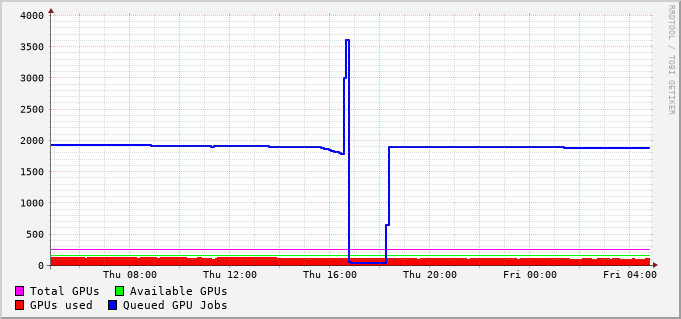 RRDTOOL / TOBI OETIKER
4000
3500
3000
2500
2000
1500
1000
500
0
Thu 08:00 Thu 12:00 Thu 16:00 Thu 20:00 Fri 00:00 Fri 04:00
Total GPUs Available GPUs
GPUs used Queued GPU Jobs